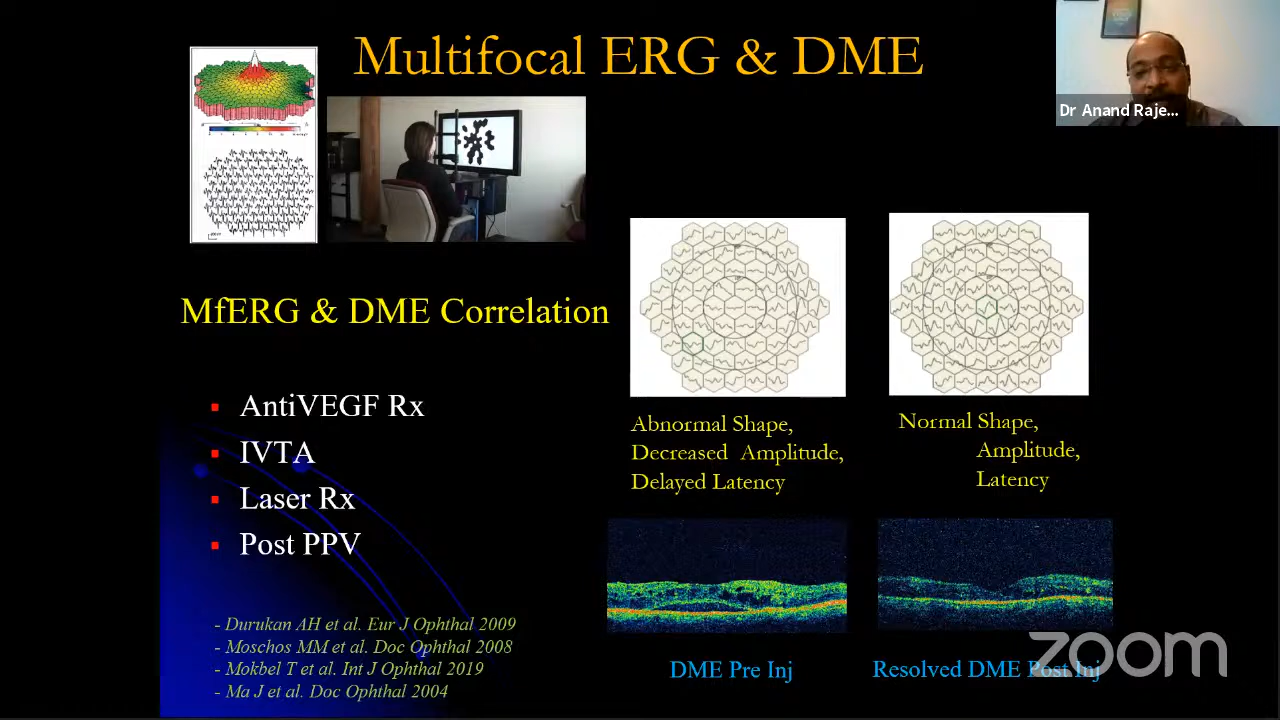 Multifocal ERG & DME
Dr Anand Raje...
MfERG & DME Correlation
▪ AntiVEGF Rx
▪ IVTA
▪ Laser Rx
▪ Post PPV
Abnormal Shape,
Decreased Amplitude,
Delayed Latency
Normal Shape,
Amplitude,
Latency
- Durukan AH et al. Eur J Ophthal 2009
- Moschos MM et al. Doc Ophthal 2008
- Mokbel T et al. Int J Ophthal 2019
- Ma J et al. Doc Ophthal 2004
DME Pre Inj
Resolved DME Post Inj
zoom